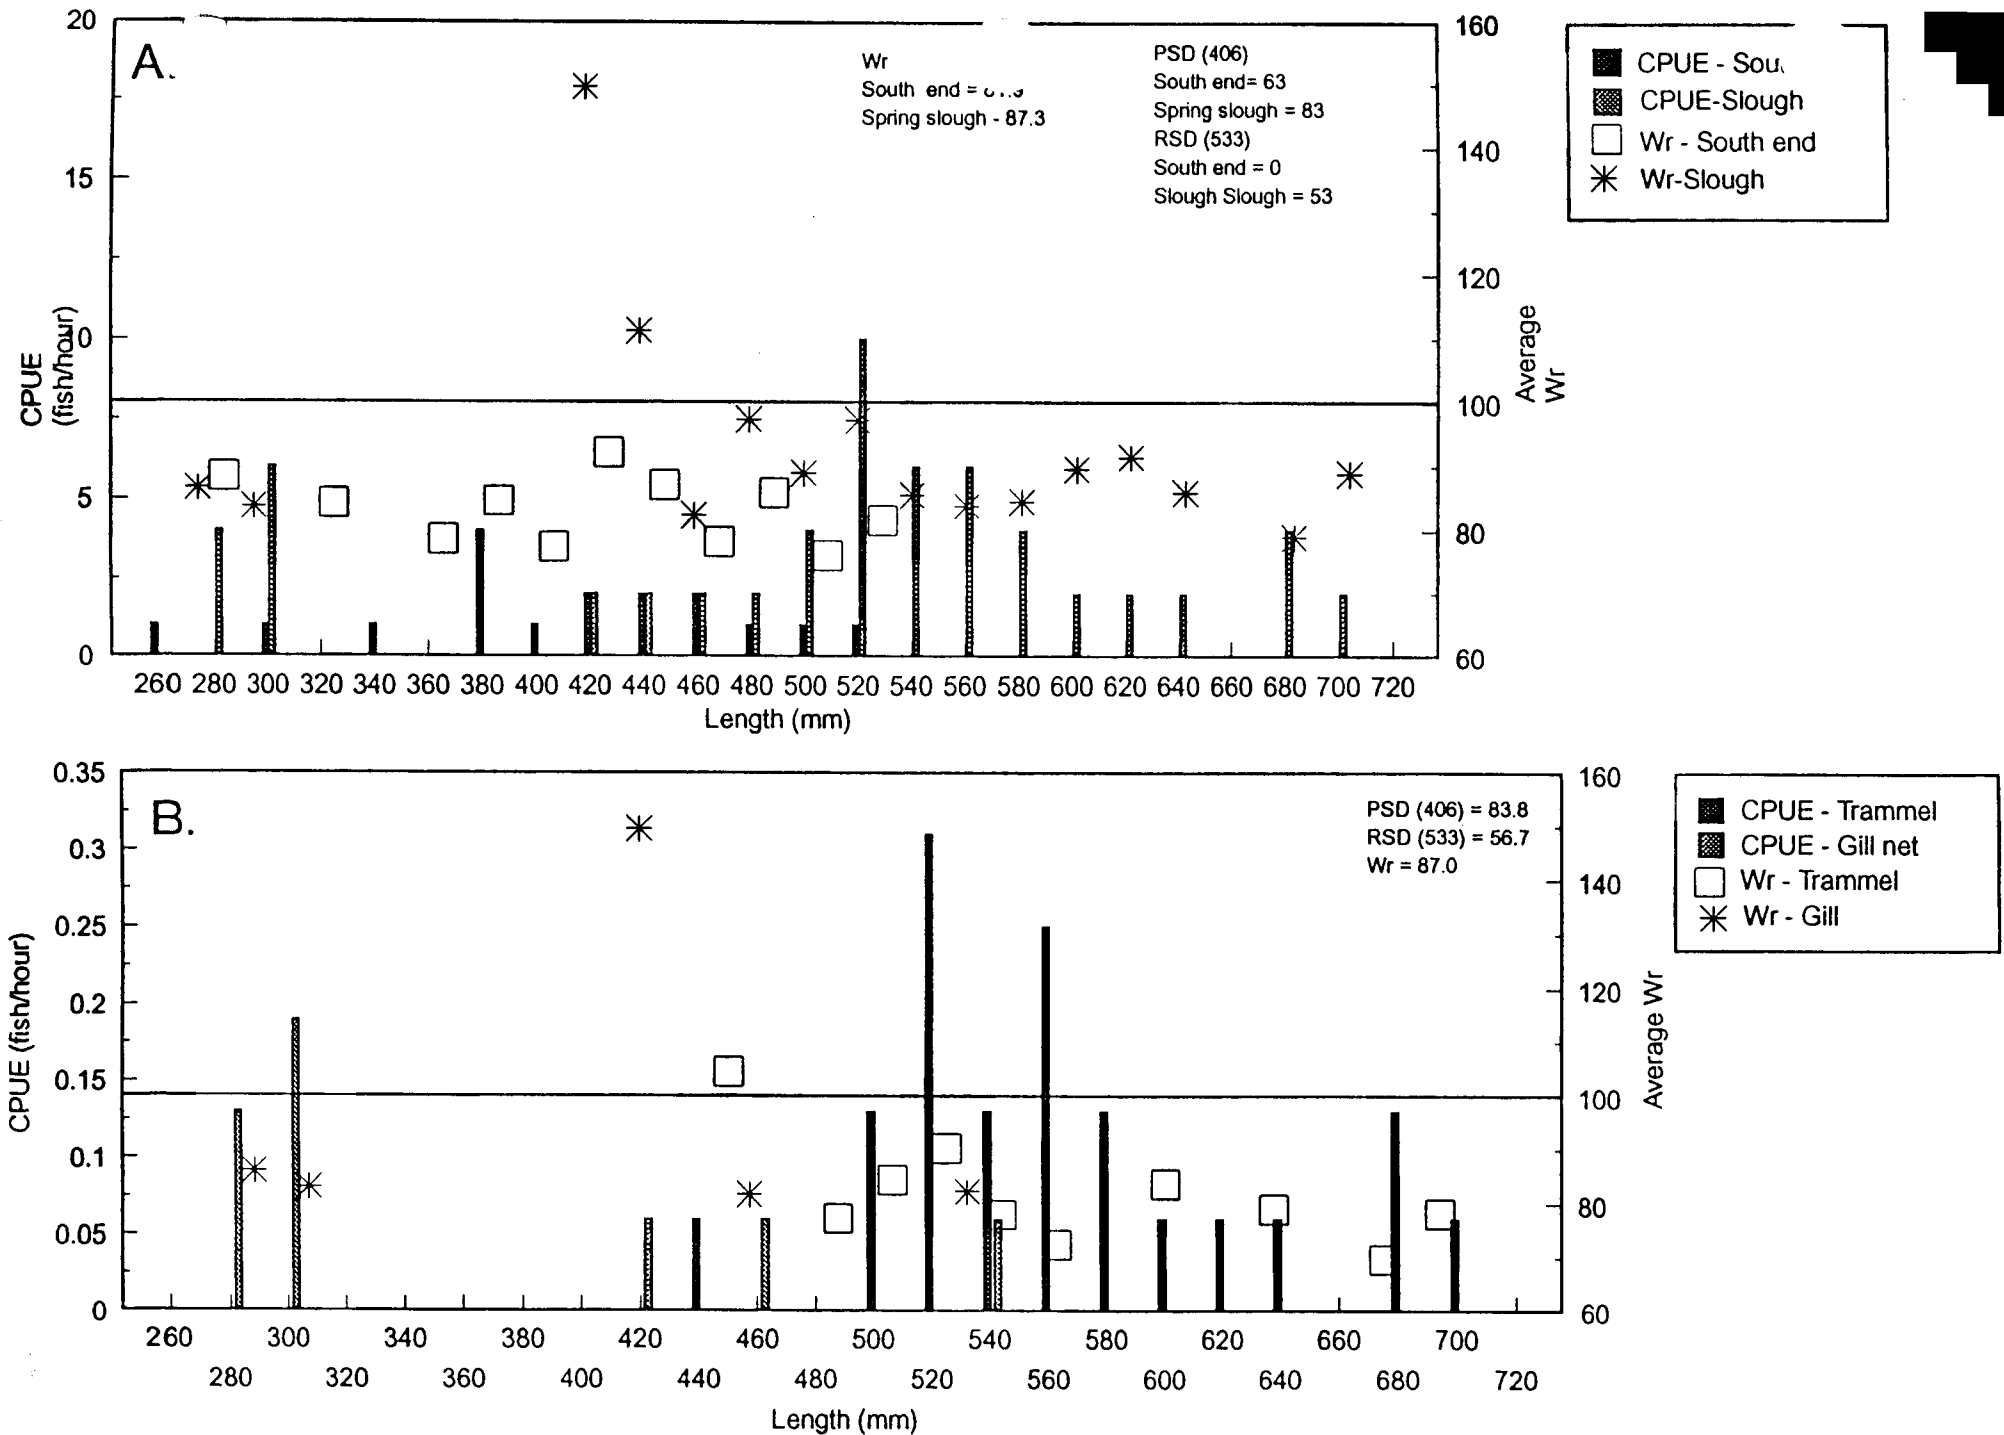 A.
20
15
10
5
0
CPUE
(fish/hour)
Wr
South end =
Spring slough - 87.3
PSD (406)
South end= 63
Spring slough = 83
RSD (533)
South end = 0
Slough Slough = 53
160
140
120
100
80
60
Average
Wr
CPUE -
CPUE-Slough
Wr - South end
Wr-Slough
260 280 300 320 340 360 380 400 420 440 460 480 500 520 540 560 580 600 620 640 660 680 700 720
Length (mm)
B.
0.35
0.3
0.25
0.2
0.15
0.1
0.05
0
CPUE (fish/hour)
PSD (406) = 83.8
RSD (533) = 56.7
Wr = 87.0
160
140
120
100
80
60
Average Wr
CPUE - Trammel
CPUE - Gill net
Wr - Trammel
Wr - Gill
260 300 340 380 420 460 500 540 580 620 660 700
280 320 360 400 440 480 520 560 600 640 680 720
Length (mm)